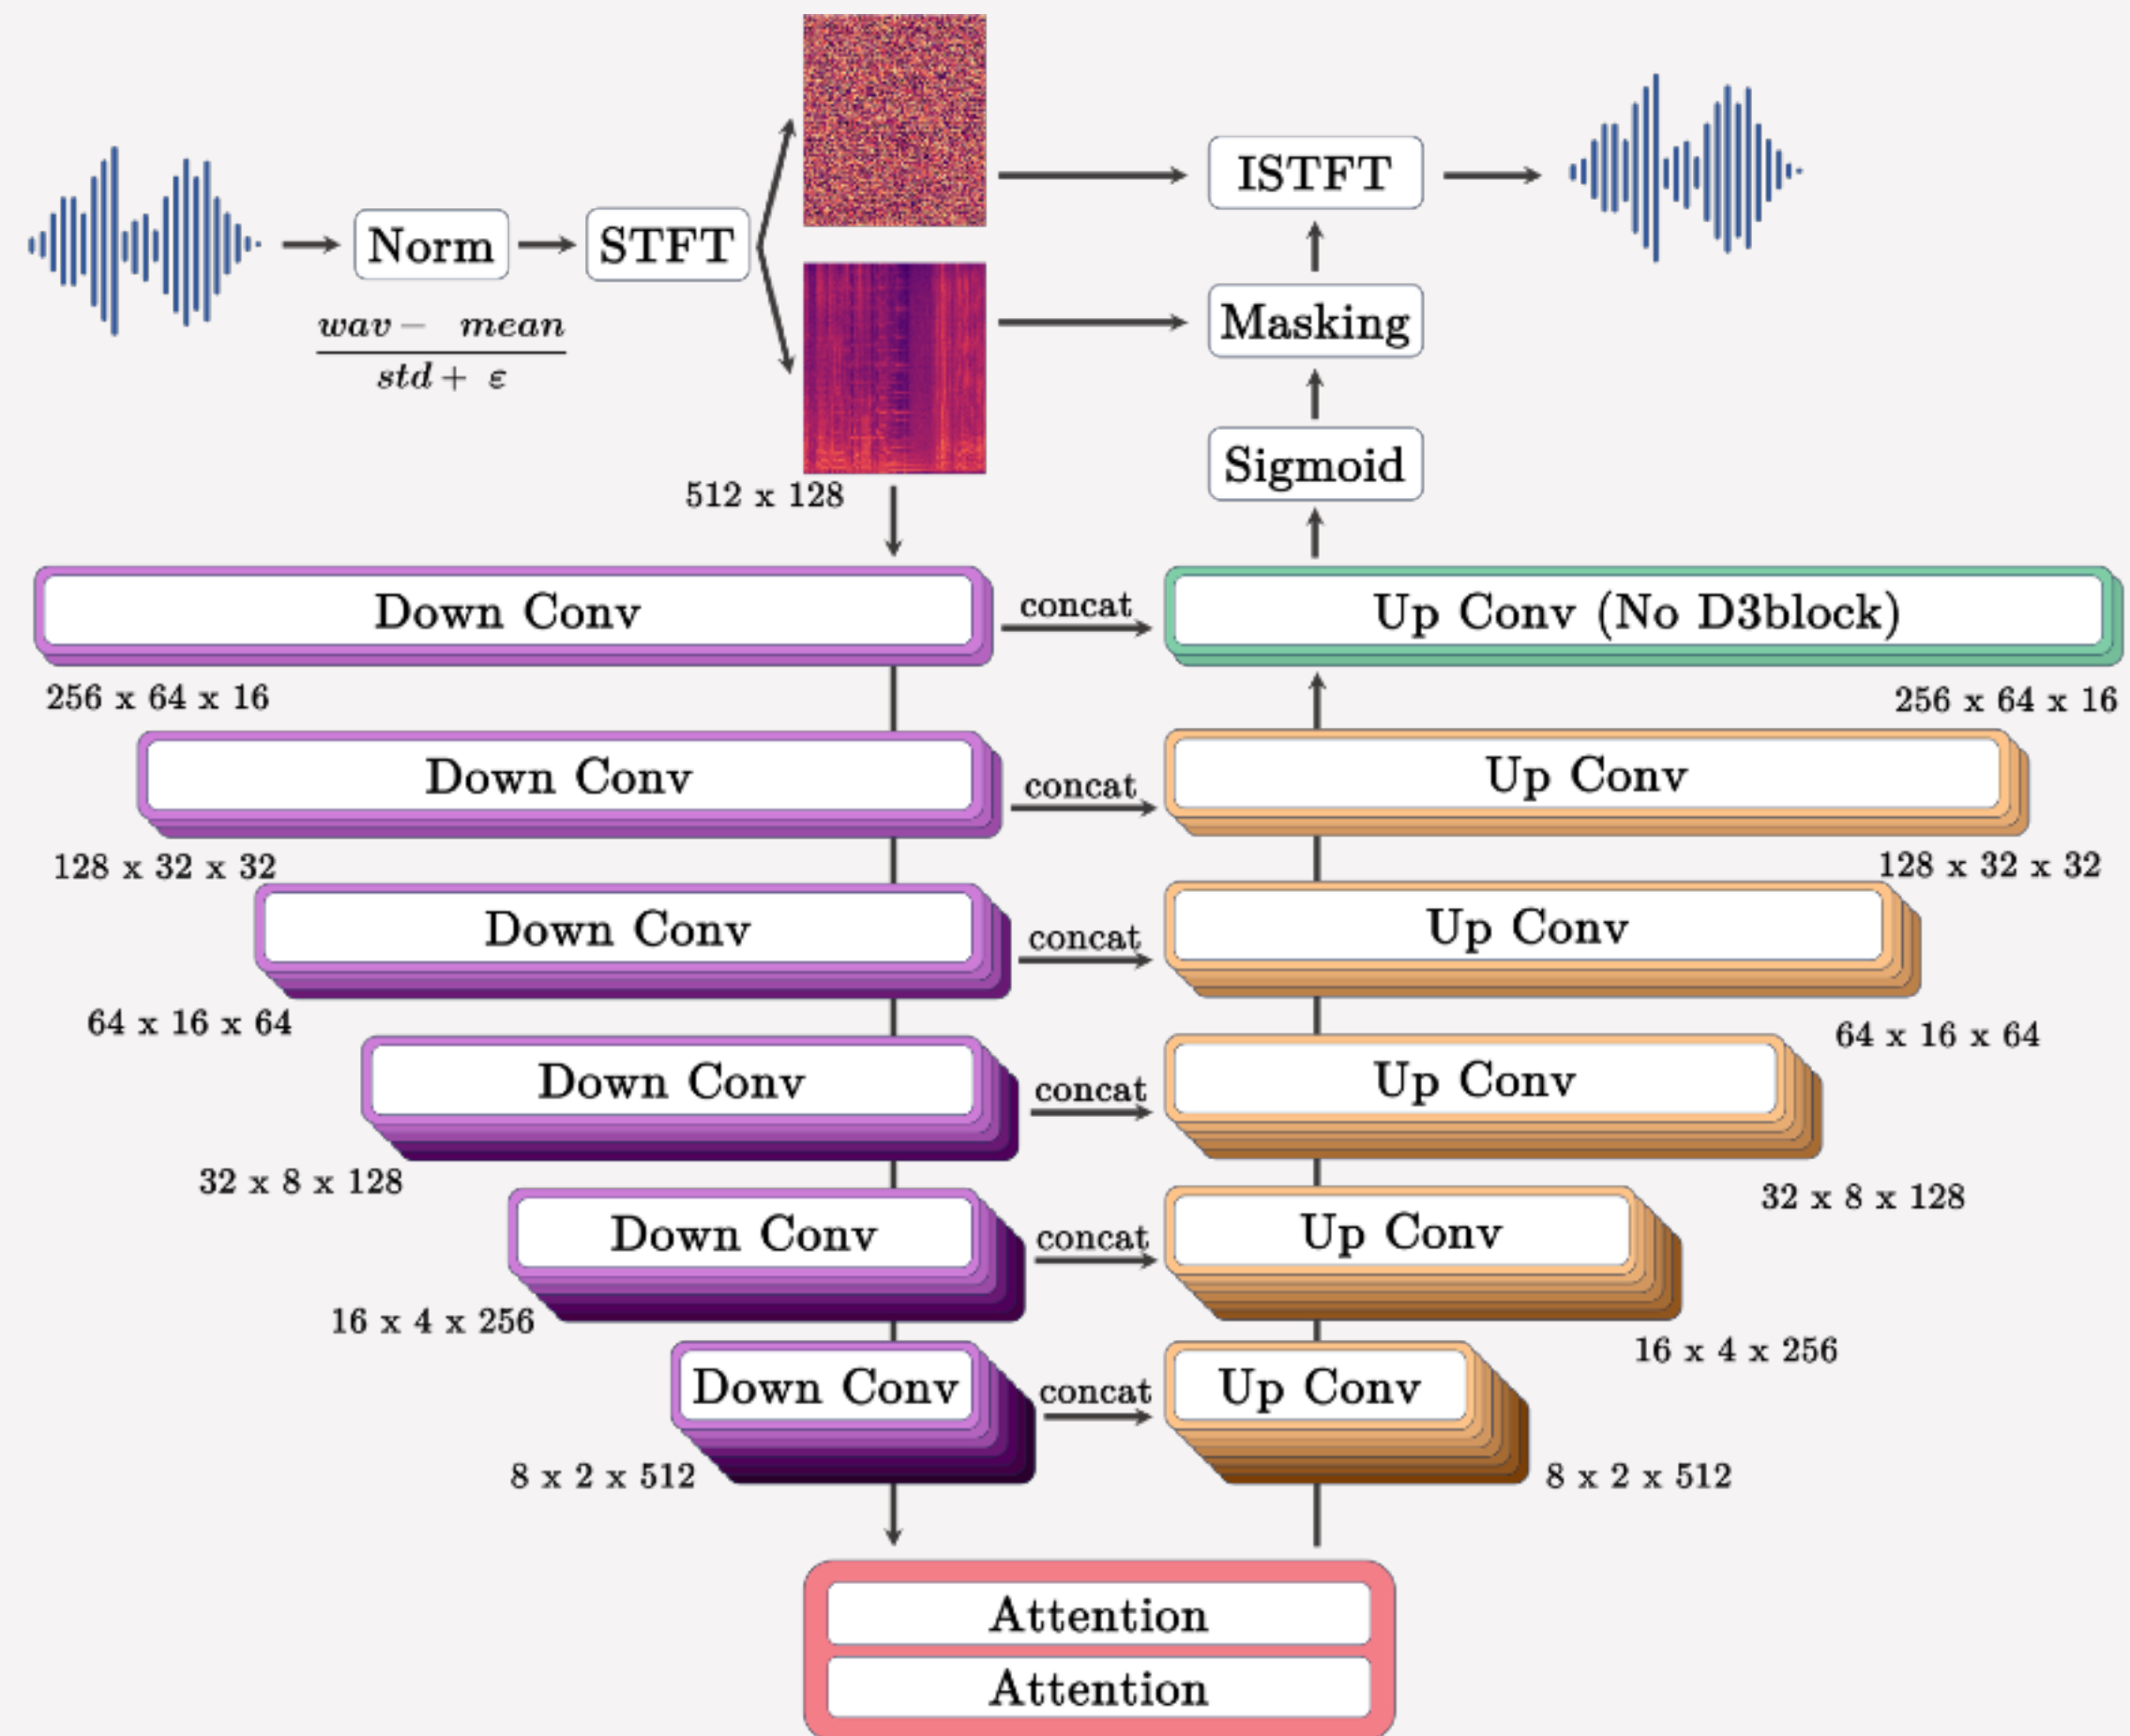 Norm
STFT
wav − mean
std + ε
512 x 128
ISTFT
Masking
Sigmoid
Down Conv
concat
Up Conv (No D3block)
256 x 64 x 16
256 x 64 x 16
Down Conv
concat
Up Conv
128 x 32 x 32
128 x 32 x 32
Down Conv
concat
Up Conv
64 x 16 x 64
64 x 16 x 64
Down Conv
concat
Up Conv
32 x 8 x 128
32 x 8 x 128
Down Conv
concat
Up Conv
16 x 4 x 256
16 x 4 x 256
Down Conv
concat
Up Conv
8 x 2 x 512
8 x 2 x 512
Attention
Attention